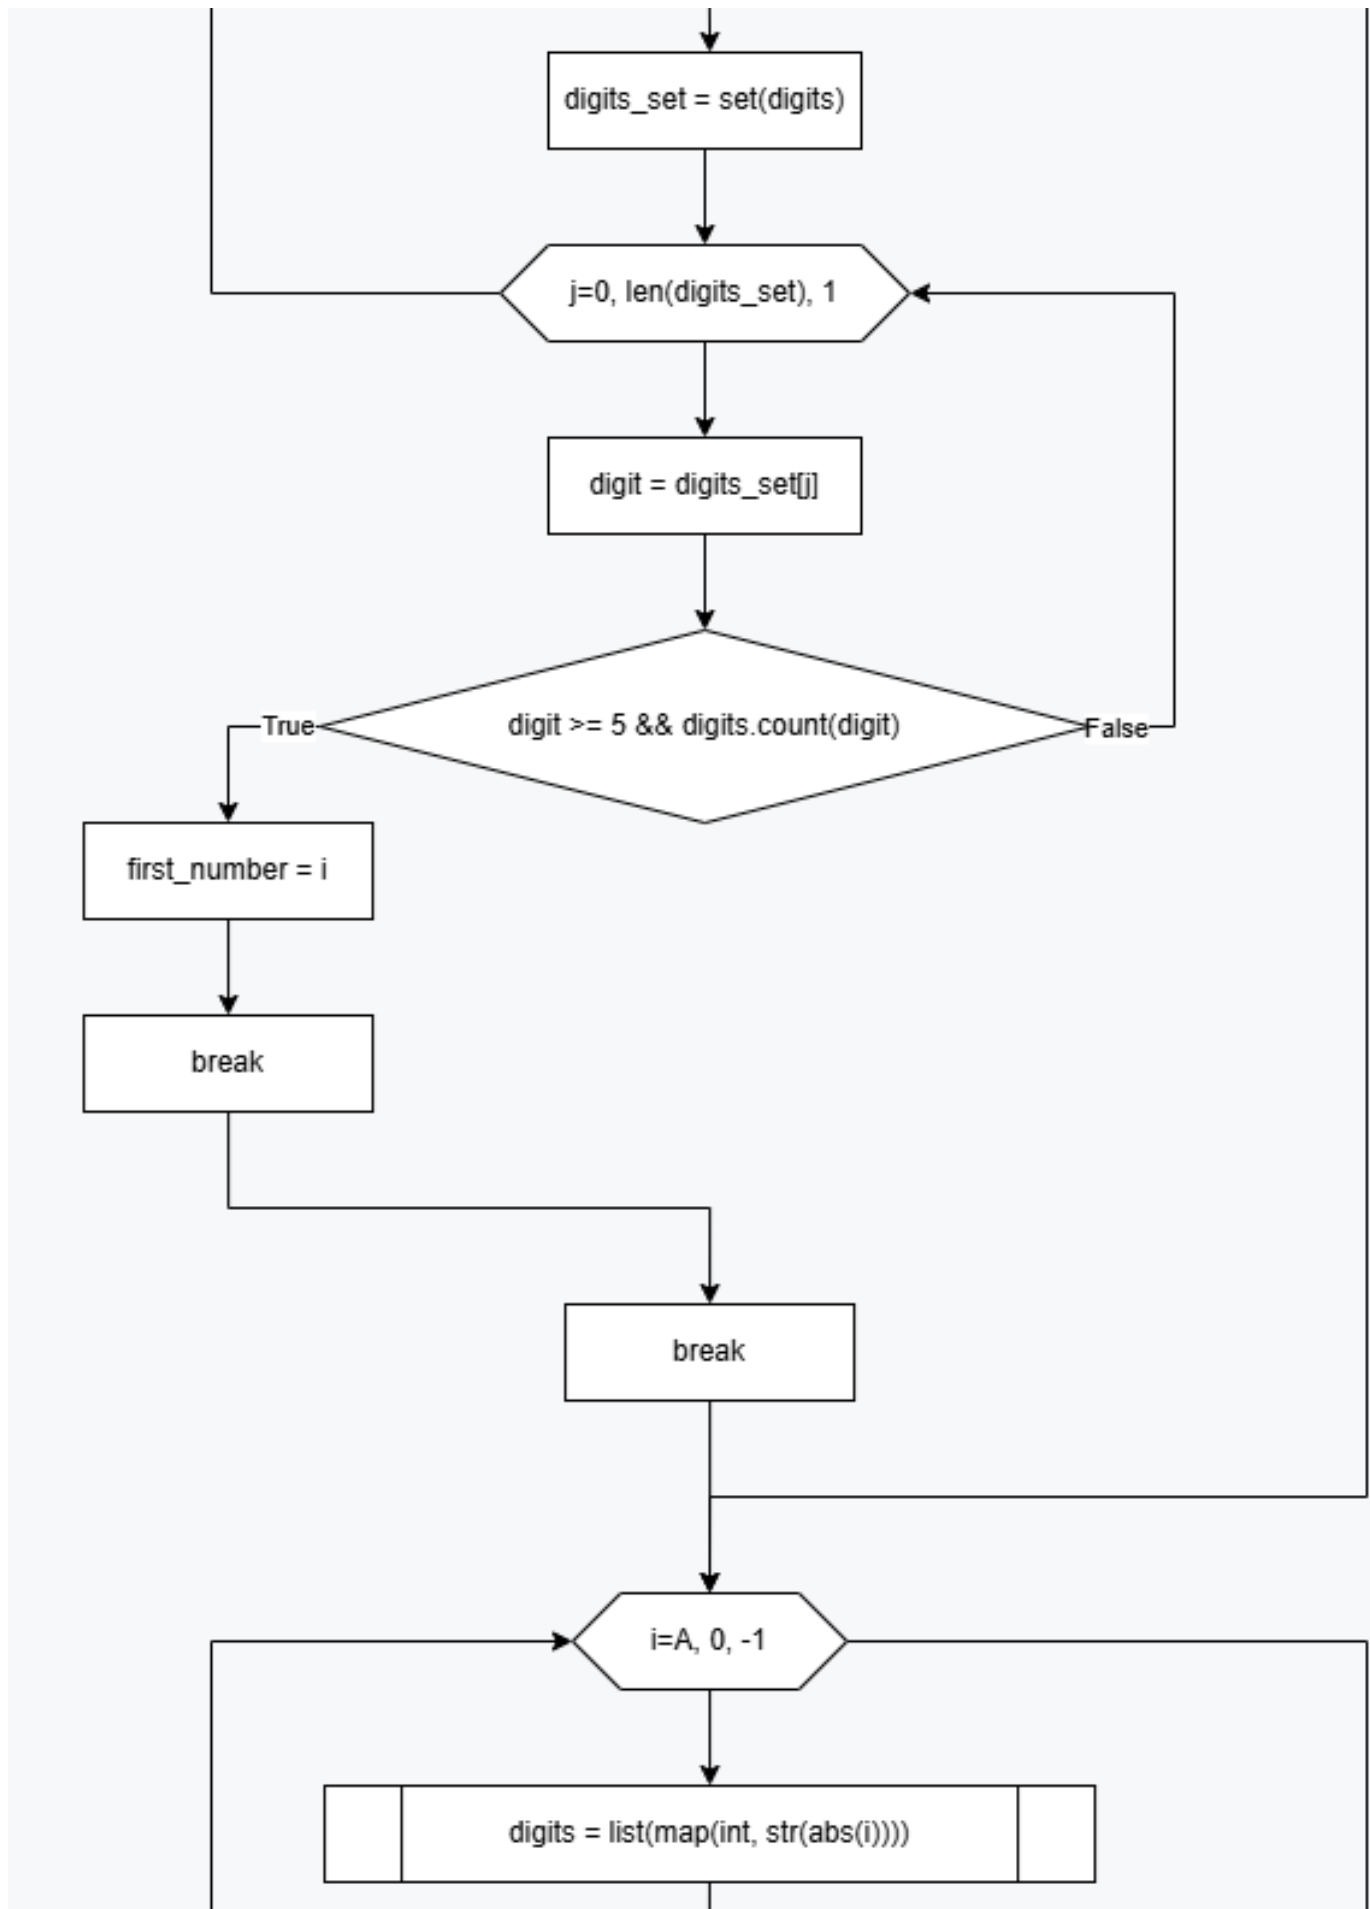 digits_set = set(digits)
j=0, len(digits_set), 1
digit = digits_set[j]
digit >= 5 && digits.count(digit)
True
False
first_number = i
break
break
i=A, 0, -1
digits = list(map(int, str(abs(i))))